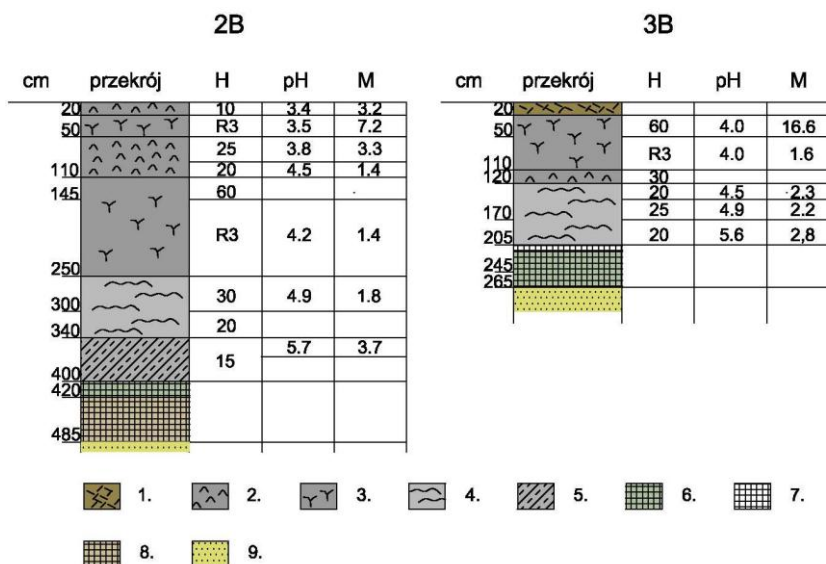 2B
cm przekrój H pH M
20 10 3.4 3.2
50 R3 3.5 7.2
25 3.8 3.3
110 20 4.5 1.4
145 60
R3 4.2 1.4
250
300 30 4.9 1.8
340 20
5.7 3.7
15
400
420
485
3B
cm przekrój H pH M
20
50 60 4.0 16.6
110 R3 4.0 1.6
120 30
20 4.5 2.3
170 25 4.9 2.2
205 20 5.6 2,8
245
265
1. 2. 3. 4. 5. 6. 7.
8. 9.